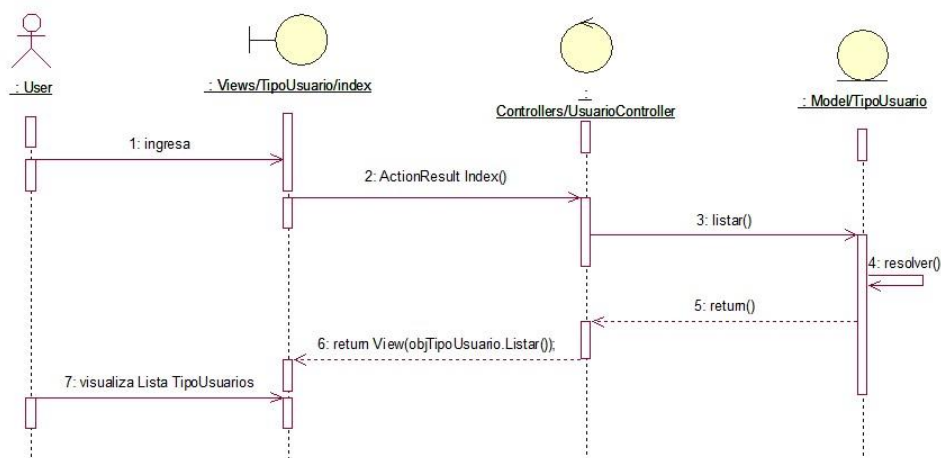 : User
: Views/TipoUsuario/index
:
Controllers/UsuarioController
: Model/TipoUsuario
1: ingresa
2: ActionResult Index()
3: listar()
4: resolver()
5: return()
6: return View(objTipoUsuario.Listar());
7: visualiza Lista TipoUsuarios